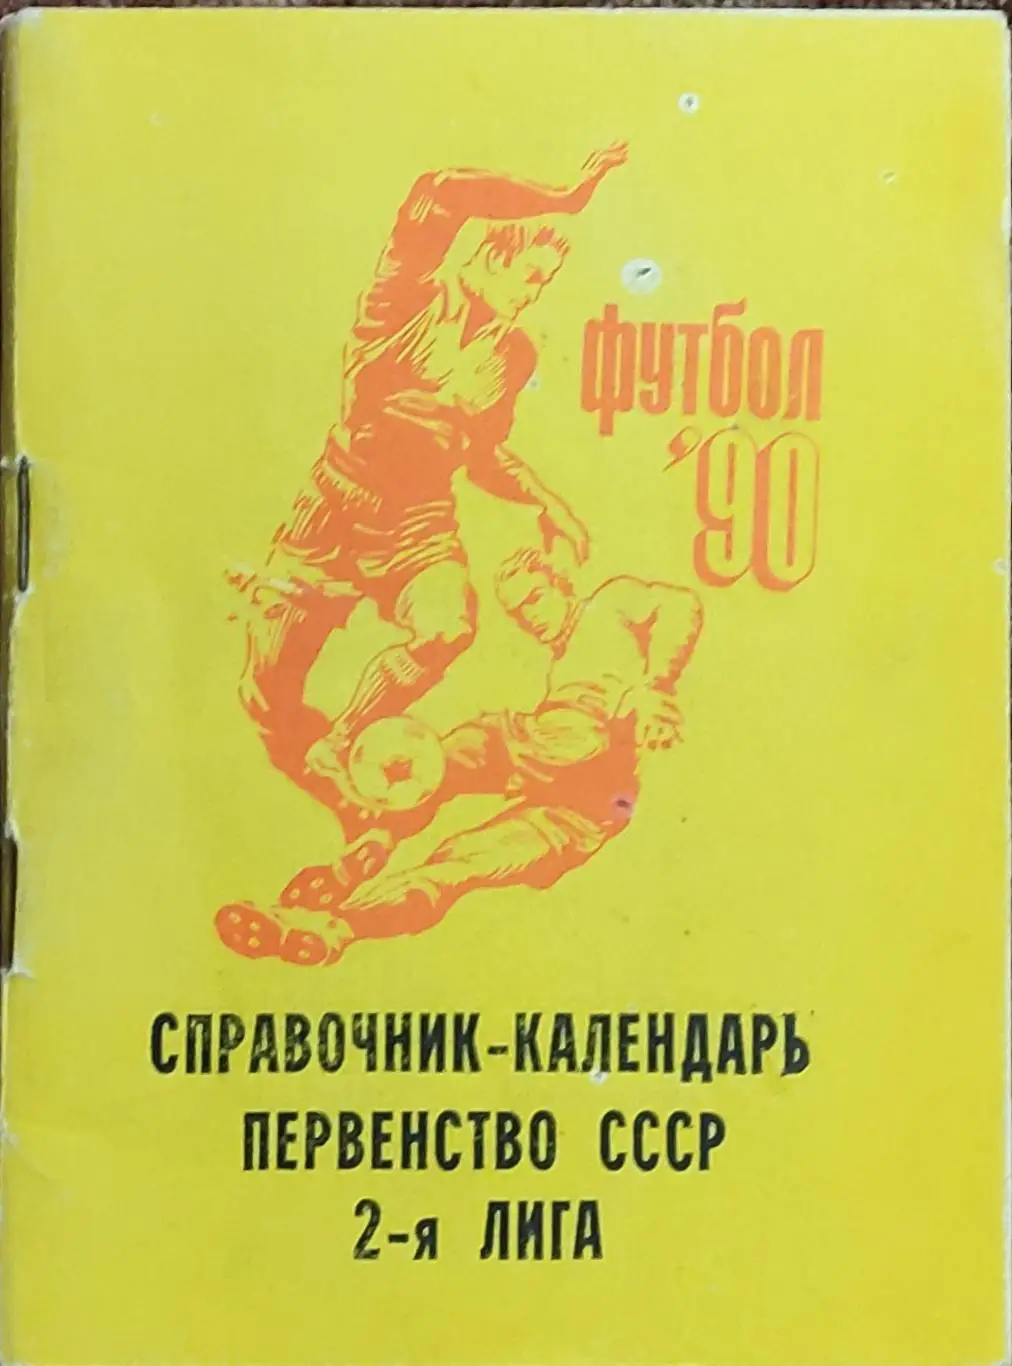 футбол
'90
СПРАВОЧНИК-КАЛЕНДАРЬ
ПЕРВЕНСТВО СССР
2-я ЛИГА